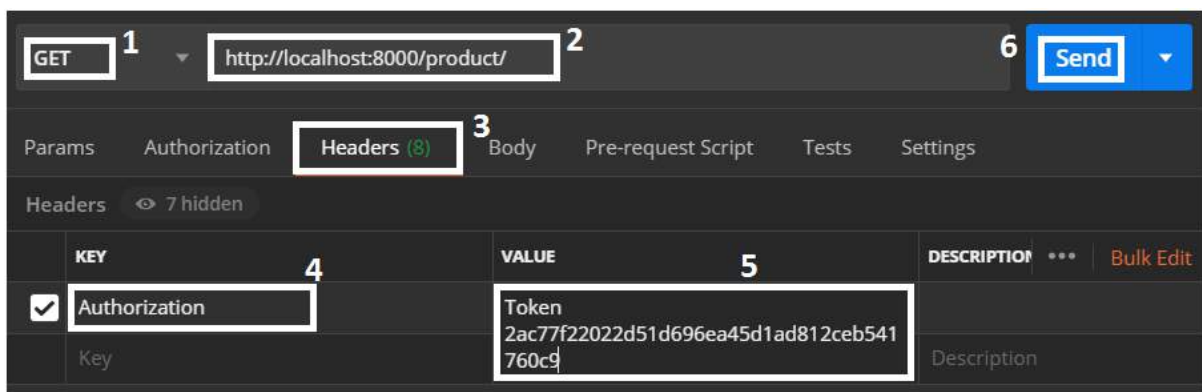 GET 1 http://localhost:8000/product/ 2 6 Send
Params Authorization Headers (8) 3 Body Pre-request Script Tests Settings
Headers 7 hidden
KEY 4 VALUE 5 DESCRIPTION ••• Bulk Edit
Authorization Token
2ac77f22022d51d696ea45d1ad812ceb541
Key 760c9 Description